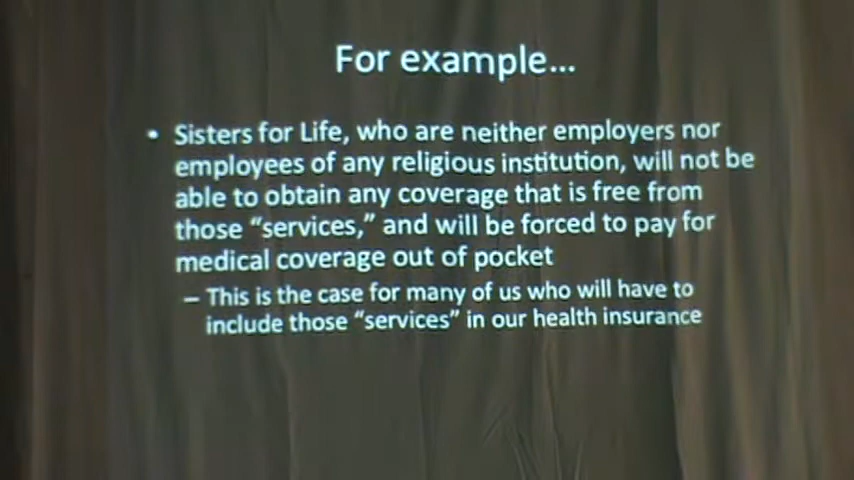 For example...
• Sisters for Life, who are neither employers nor
employees of any religious institution, will not be
able to obtain any coverage that is free from
those “services,” and will be forced to pay for
medical coverage out of pocket
– This is the case for many of us who will have to
include those “services” in our health insurance